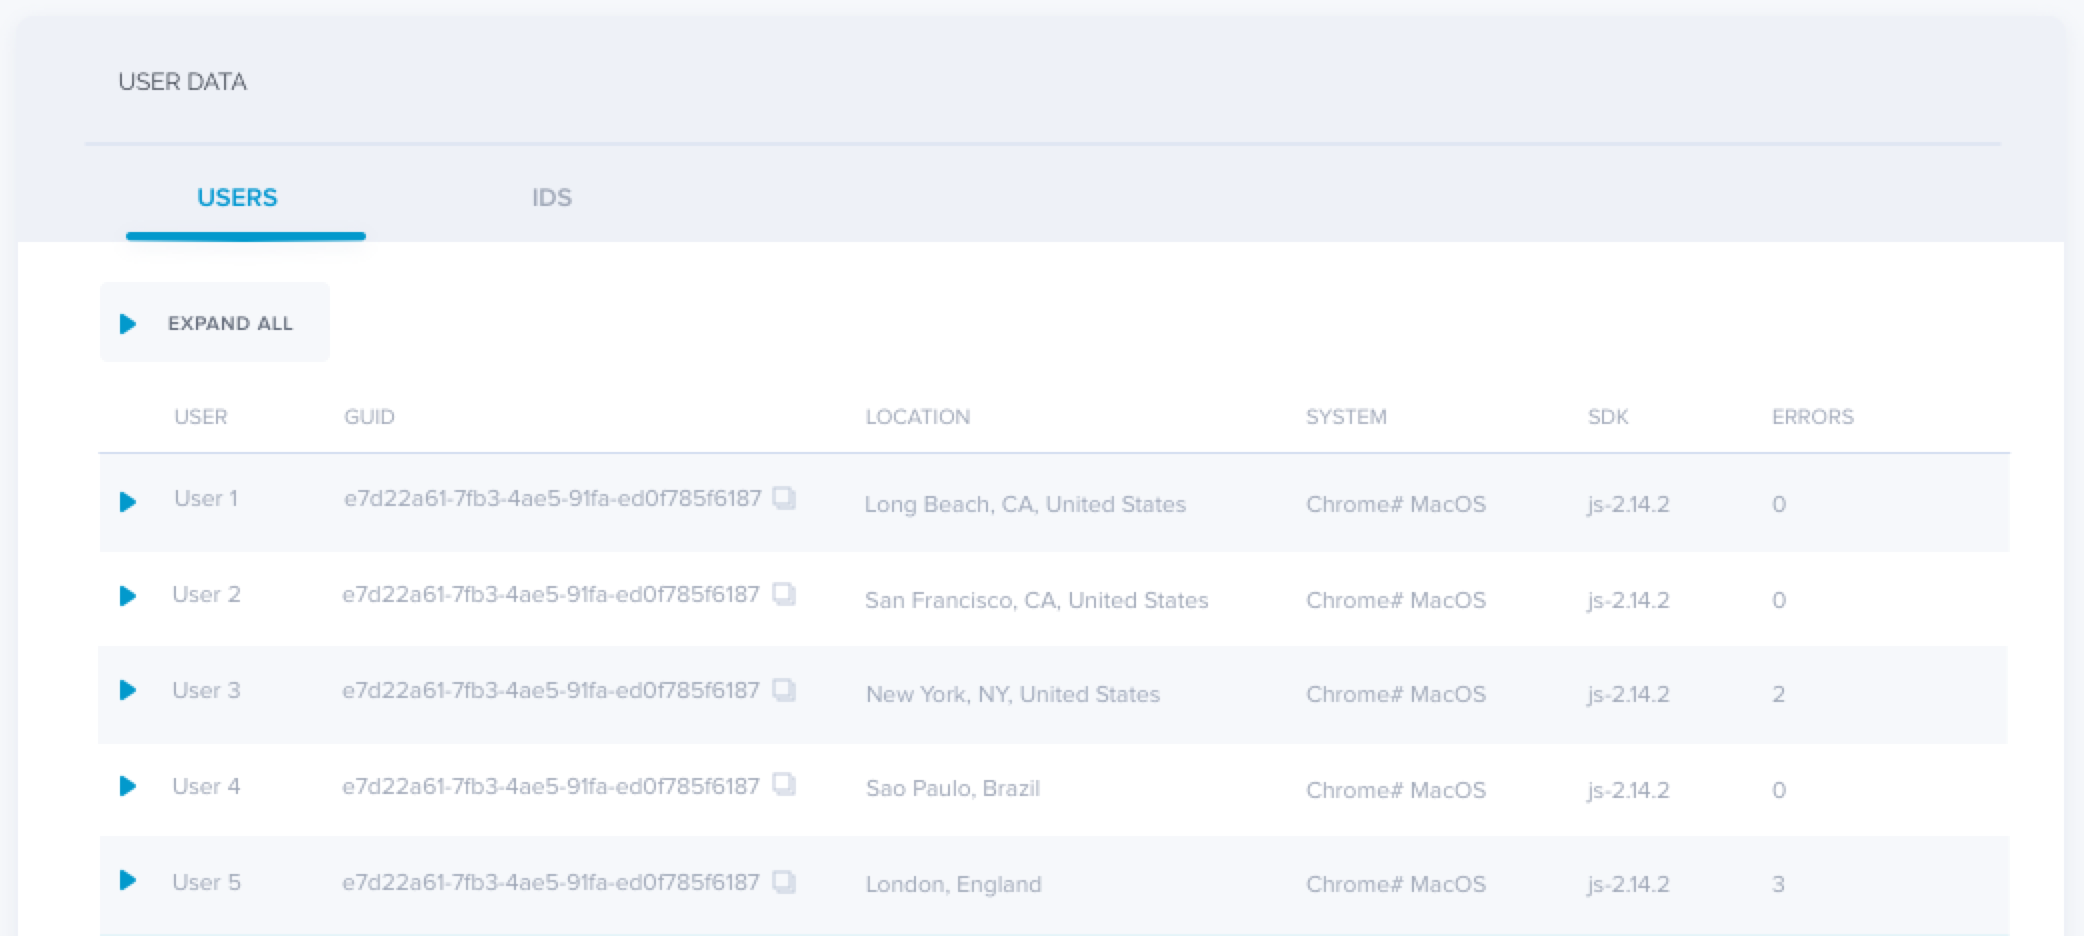 USER DATA
USERS IDS
EXPAND ALL
USER GUID LOCATION SYSTEM SDK ERRORS
User 1 e7d22a61-7fb3-4ae5-91fa-ed0f785f6187 Long Beach, CA, United States Chrome# MacOS js-2.14.2 0
User 2 e7d22a61-7fb3-4ae5-91fa-ed0f785f6187 San Francisco, CA, United States Chrome# MacOS js-2.14.2 0
User 3 e7d22a61-7fb3-4ae5-91fa-ed0f785f6187 New York, NY, United States Chrome# MacOS js-2.14.2 2
User 4 e7d22a61-7fb3-4ae5-91fa-ed0f785f6187 Sao Paulo, Brazil Chrome# MacOS js-2.14.2 0
User 5 e7d22a61-7fb3-4ae5-91fa-ed0f785f6187 London, England Chrome# MacOS js-2.14.2 3